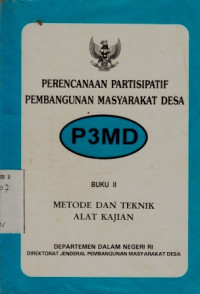 PERENCANAAN PARTISIPATIF
PEMBANGUNAN MASYARAKAT DESA
P3MD
BUKU II
METODE DAN TEKNIK
ALAT KAJIAN
DEPARTEMEN DALAM NEGERI RI
DIREKTORAT JENDERAL PEMBANGUNAN MASYARAKAT DESA